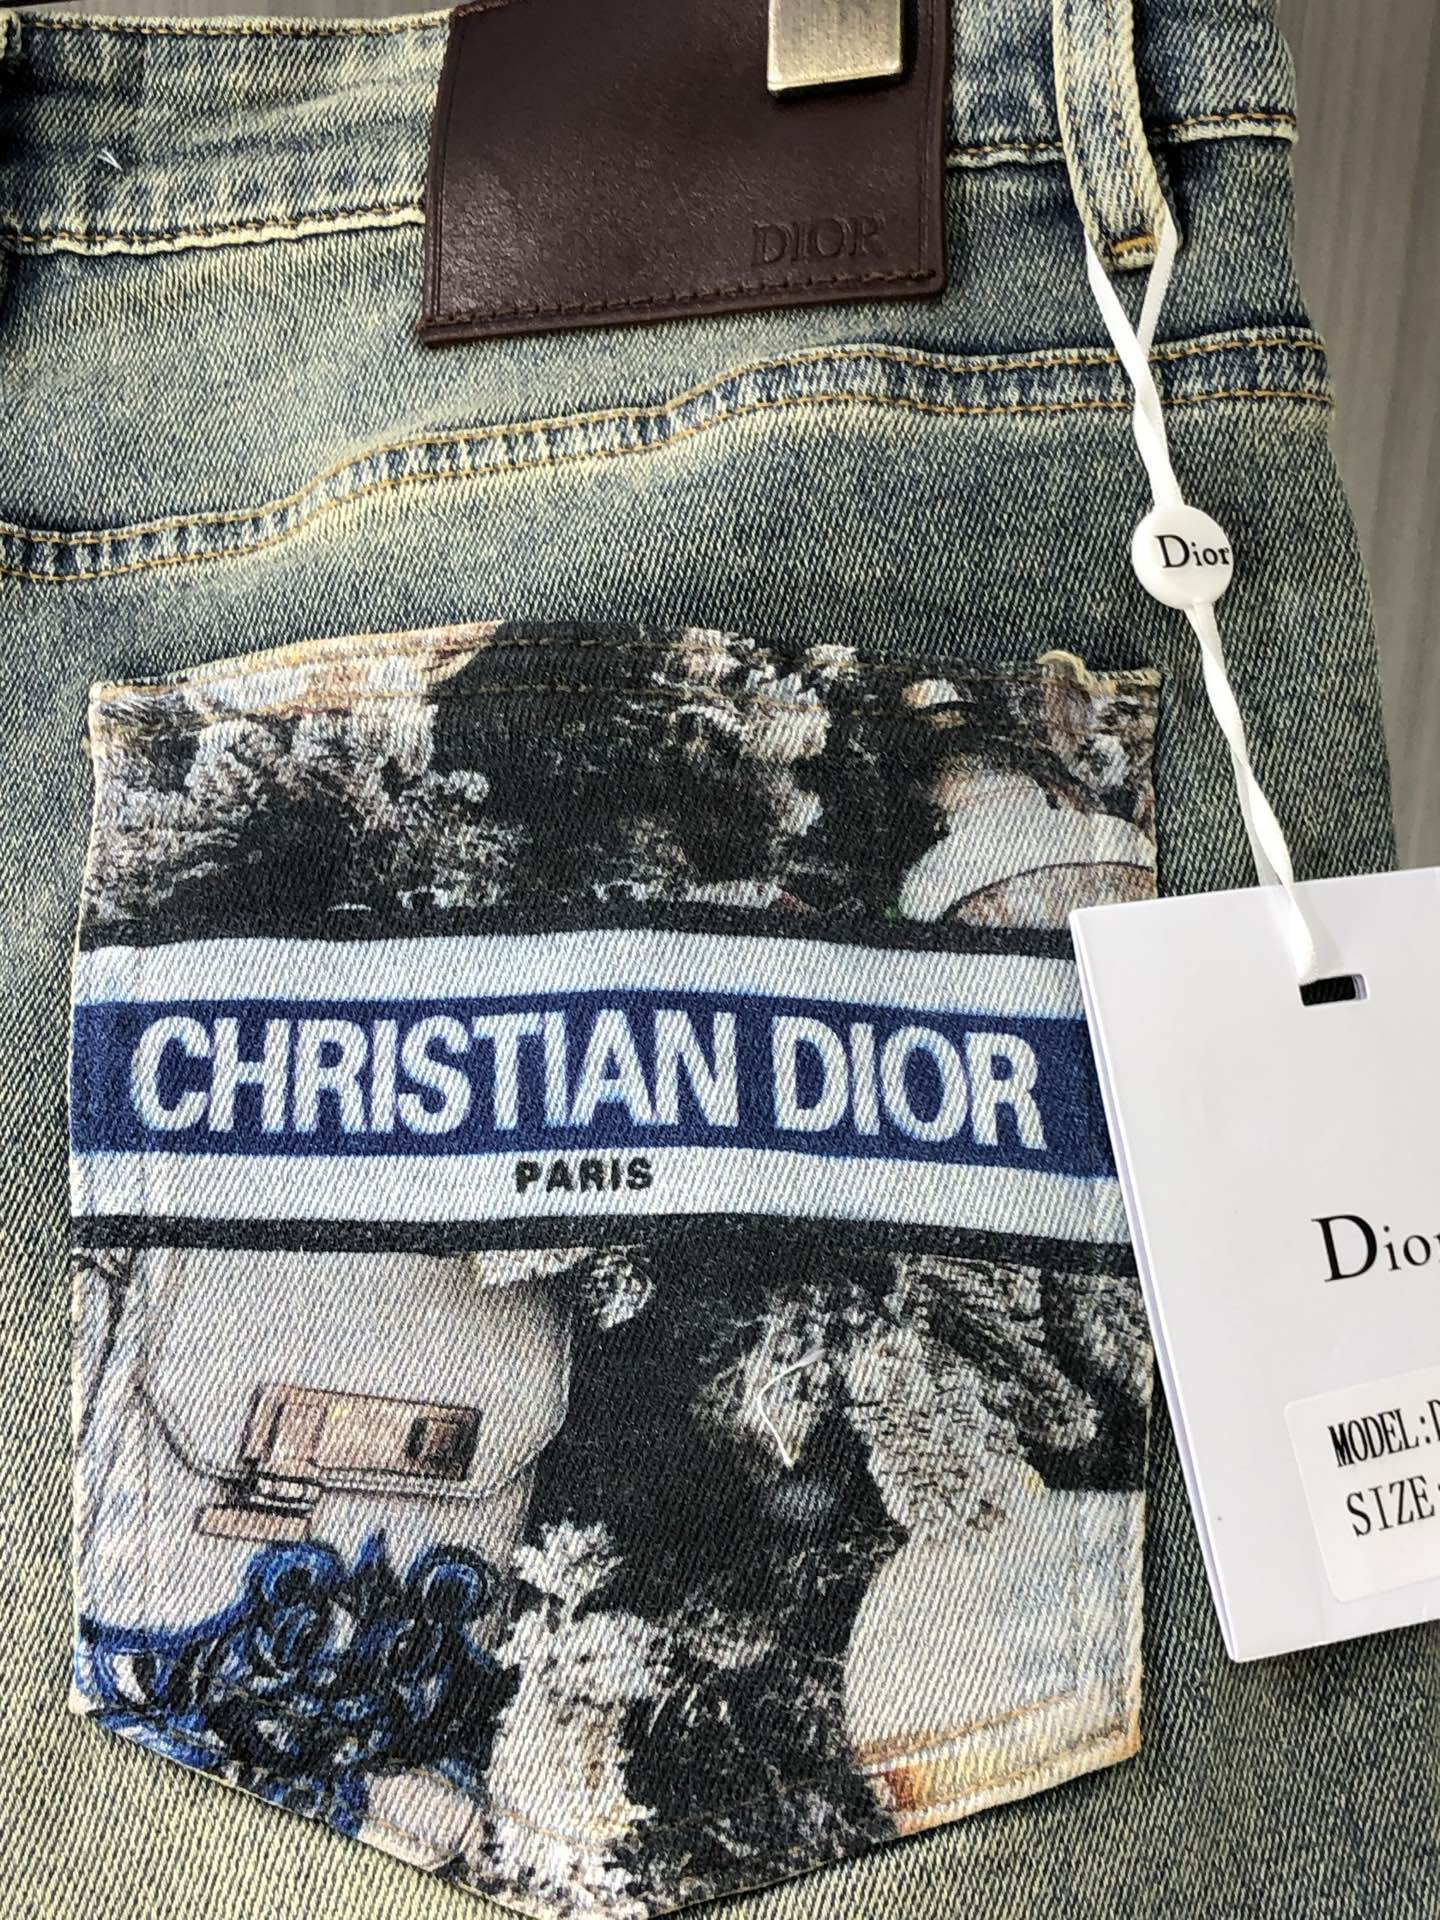 DIOR
Dior
CHRISTIAN DIOR
PARIS
Dior
MODEL:D
SIZE: